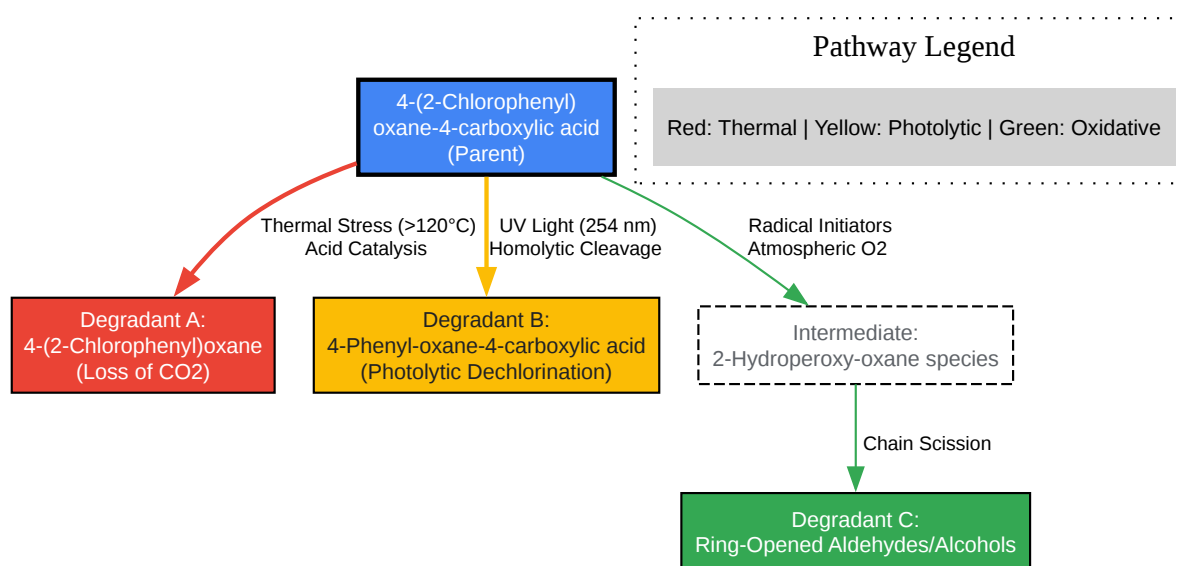 Pathway Legend
Red: Thermal | Yellow: Photolytic | Green: Oxidative
4-(2-Chlorophenyl)
oxane-4-carboxylic acid
(Parent)
Thermal Stress (>120°C)
Acid Catalysis
UV Light (254 nm)
Homolytic Cleavage
Radical Initiators
Atmospheric O2
Degradant A:
4-(2-Chlorophenyl)oxane
(Loss of CO2)
Degradant B:
4-Phenyl-oxane-4-carboxylic acid
(Photolytic Dechlorination)
Intermediate:
2-Hydroperoxy-oxane species
Chain Scission
Degradant C:
Ring-Opened Aldehydes/Alcohols